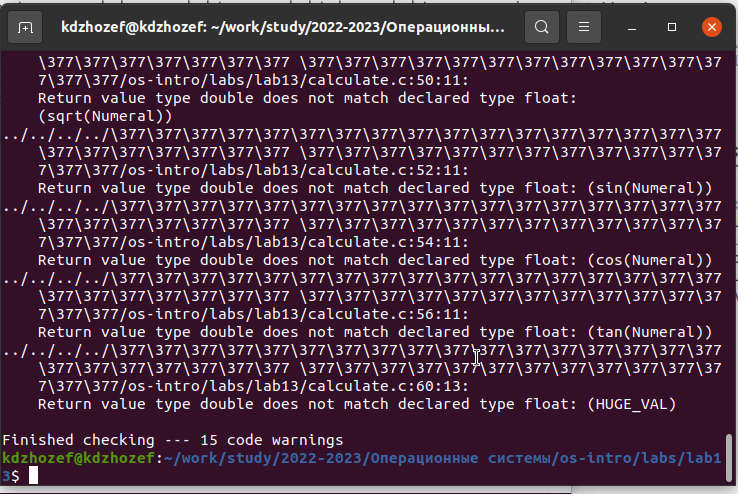 kdzhozef@kdzhozef: ~/work/study/2022-2023/Операционны...
\377\377\377\377\377\377\377 \377\377\377\377\377\377\377\377\377\377\377\37
7\377\377/os-intro/labs/lab13/calculate.c:50:11:
Return value type double does not match declared type float:
(sqrt(Numeral))
../../../../\377\377\377\377\377\377\377\377\377\377\377\377\377\377\377\377\377
\377\377\377\377\377\377\377 \377\377\377\377\377\377\377\377\377\377\377\37
7\377\377/os-intro/labs/lab13/calculate.c:52:11:
Return value type double does not match declared type float: (sin(Numeral))
../../../../\377\377\377\377\377\377\377\377\377\377\377\377\377\377\377\377\377
\377\377\377\377\377\377\377 \377\377\377\377\377\377\377\377\377\377\377\37
7\377\377/os-intro/labs/lab13/calculate.c:54:11:
Return value type double does not match declared type float: (cos(Numeral))
../../../../\377\377\377\377\377\377\377\377\377\377\377\377\377\377\377\377\377
\377\377\377\377\377\377\377 \377\377\377\377\377\377\377\377\377\377\377\37
7\377\377/os-intro/labs/lab13/calculate.c:56:11:
Return value type double does not match declared type float: (tan(Numeral))
../../../../\377\377\377\377\377\377\377\377\377\377\377\377\377\377\377\377\377
\377\377\377\377\377\377\377 \377\377\377\377\377\377\377\377\377\377\377\37
7\377\377/os-intro/labs/lab13/calculate.c:60:13:
Return value type double does not match declared type float: (HUGE_VAL)
Finished checking --- 15 code warnings
kdzhozef@kdzhozef:~/work/study/2022-2023/Операционные системы/os-intro/labs/lab1
3$